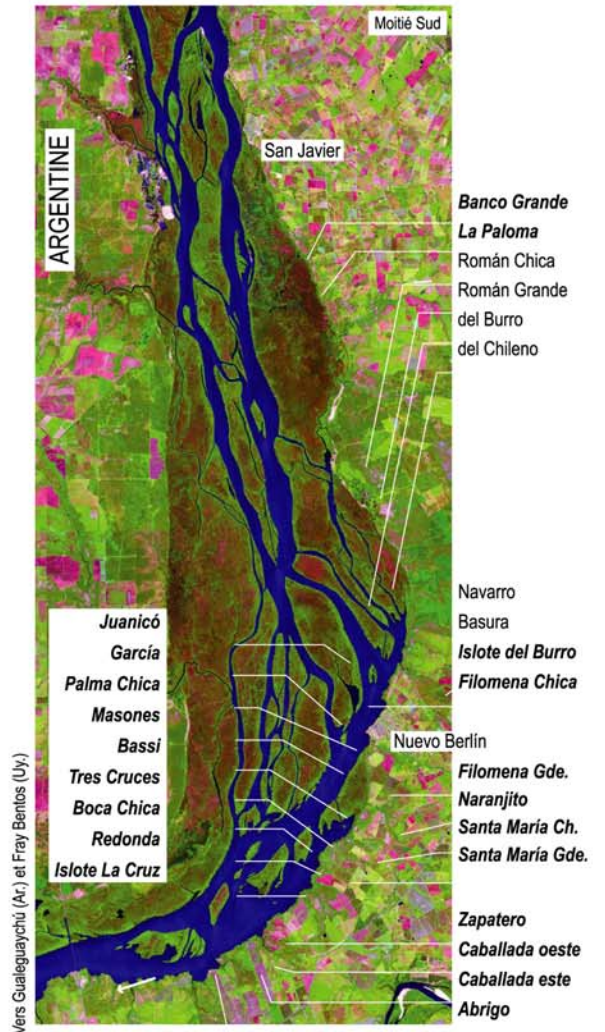 Moitié Sud
ARGENTINE
San Javier
Banco Grande
La Paloma
Román Chica
Román Grande
del Burro
del Chileno
Navarro
Basura
Islote del Burro
Filomena Chica
Juanicó
García
Palma Chica
Masones
Bassi
Tres Cruces
Boca Chica
Redonda
Islote La Cruz
Nuevo Berlín
Filomena Gde.
Naranjito
Santa María Ch.
Santa María Gde.
Zapatero
Caballada oeste
Caballada este
Abrigo
Vers Gualeguaychú (Ar.) et Fray Bentos (Uy.)